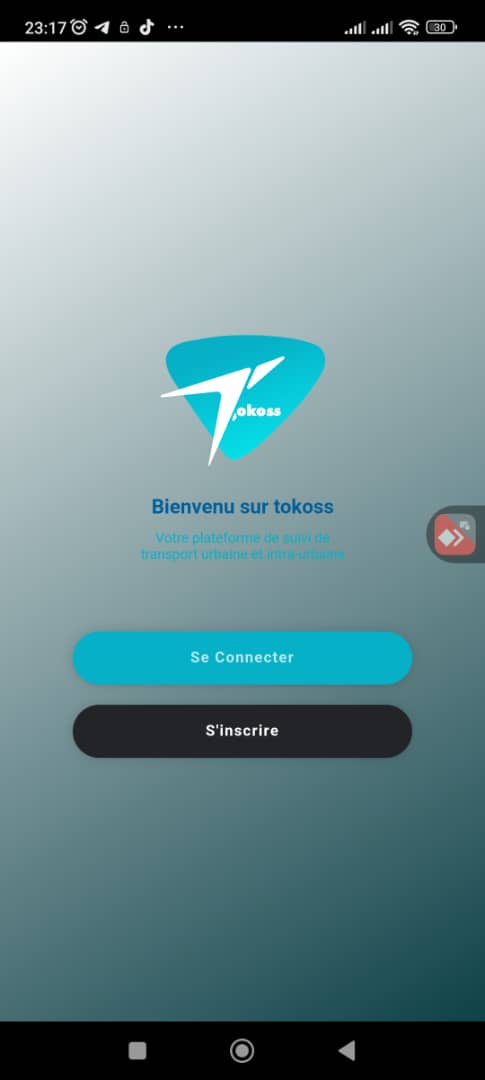 23:17
30
Tokoss
Bienvenu sur tokoss
Votre plateforme de suivi de
transport urbaine et intra-urbaine
Se Connecter
S'inscrire